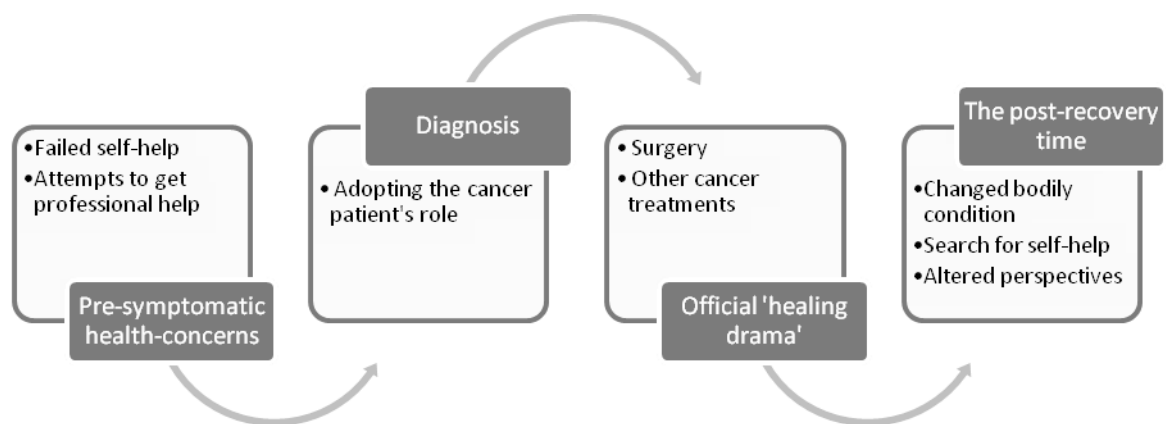 •Failed self-help
•Attempts to get
professional help
Pre-symptomatic
health-concerns
Diagnosis
•Adopting the cancer
patient's role
•Surgery
•Other cancer
treatments
Official 'healing
drama'
The post-recovery
time
•Changed bodily
condition
•Search for self-help
•Altered perspectives